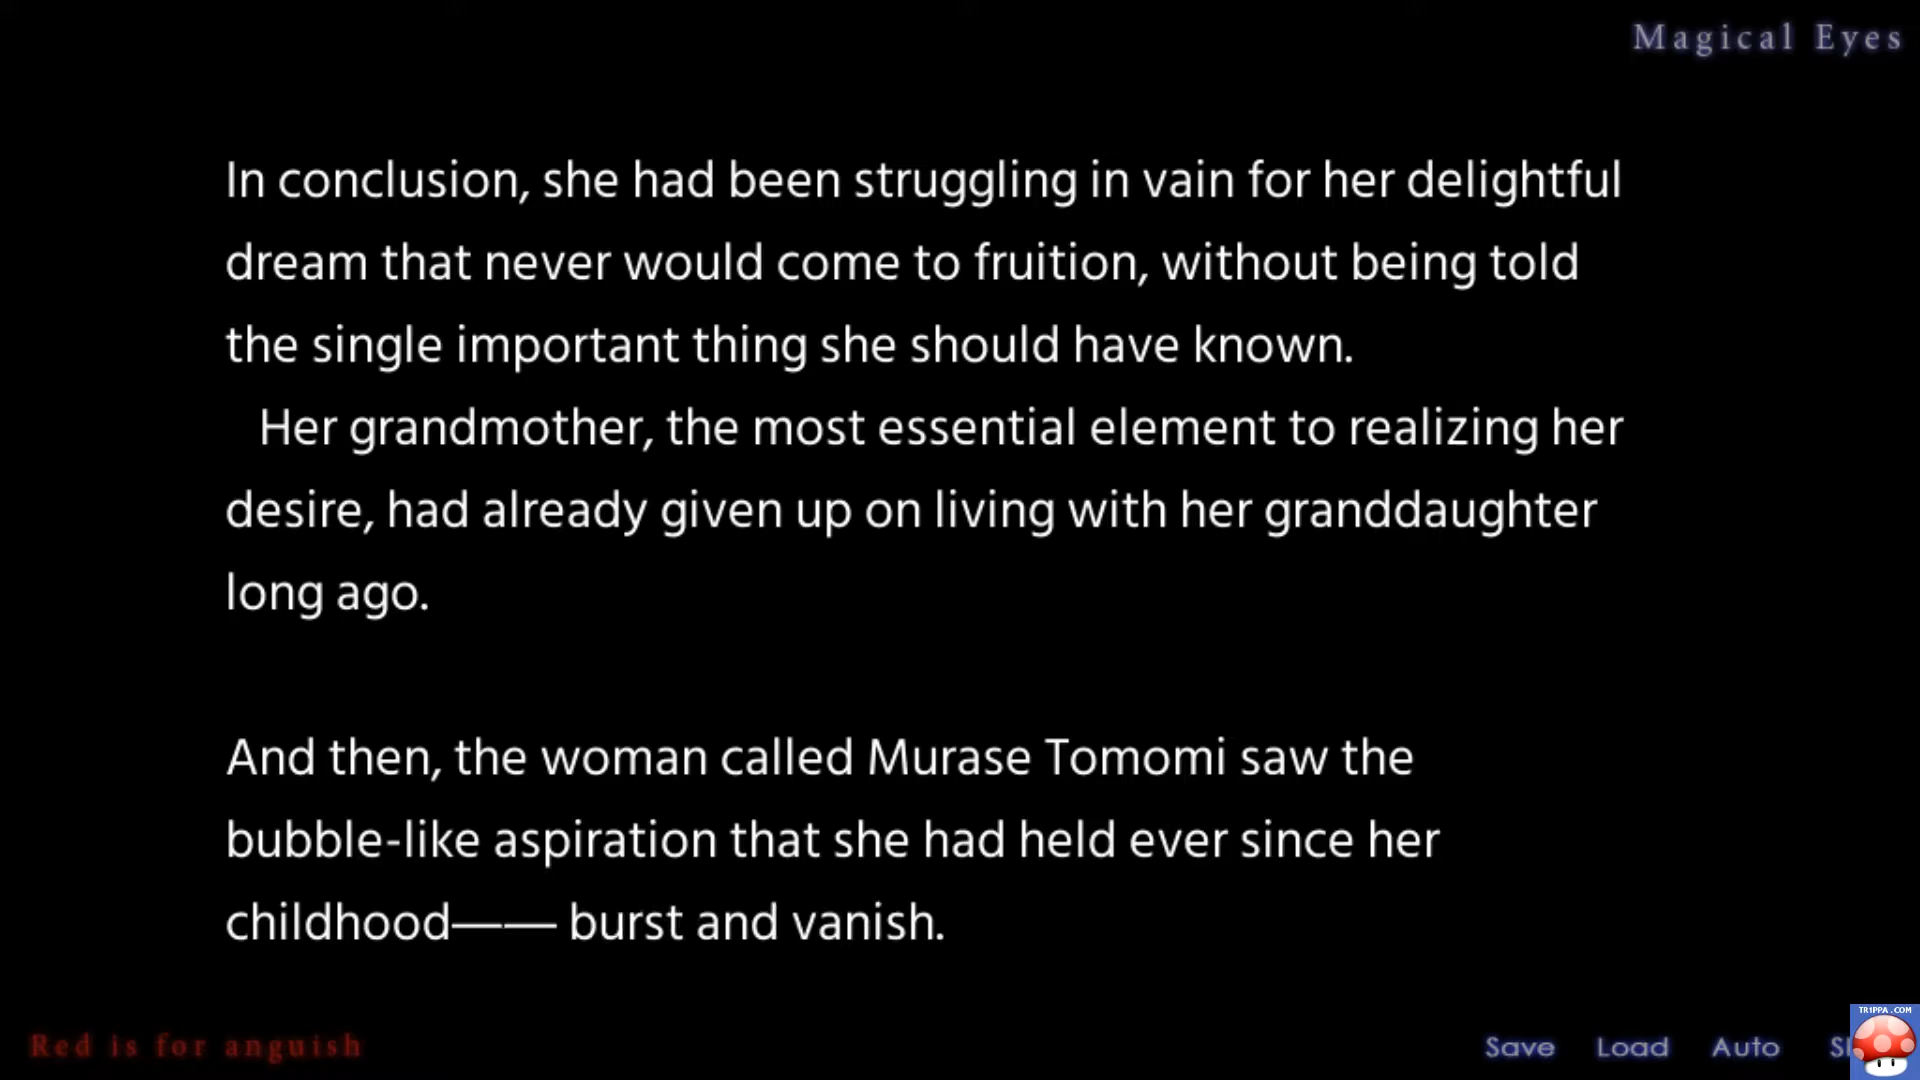 Magical Eyes
In conclusion, she had been struggling in vain for her delightful
dream that never would come to fruition, without being told
the single important thing she should have known.
Her grandmother, the most essential element to realizing her
desire, had already given up on living with her granddaughter
long ago.
And then, the woman called Murase Tomomi saw the
bubble-like aspiration that she had held ever since her
childhood—— burst and vanish.
Red is for anguish
Save Load Auto
TR1PPA.COM